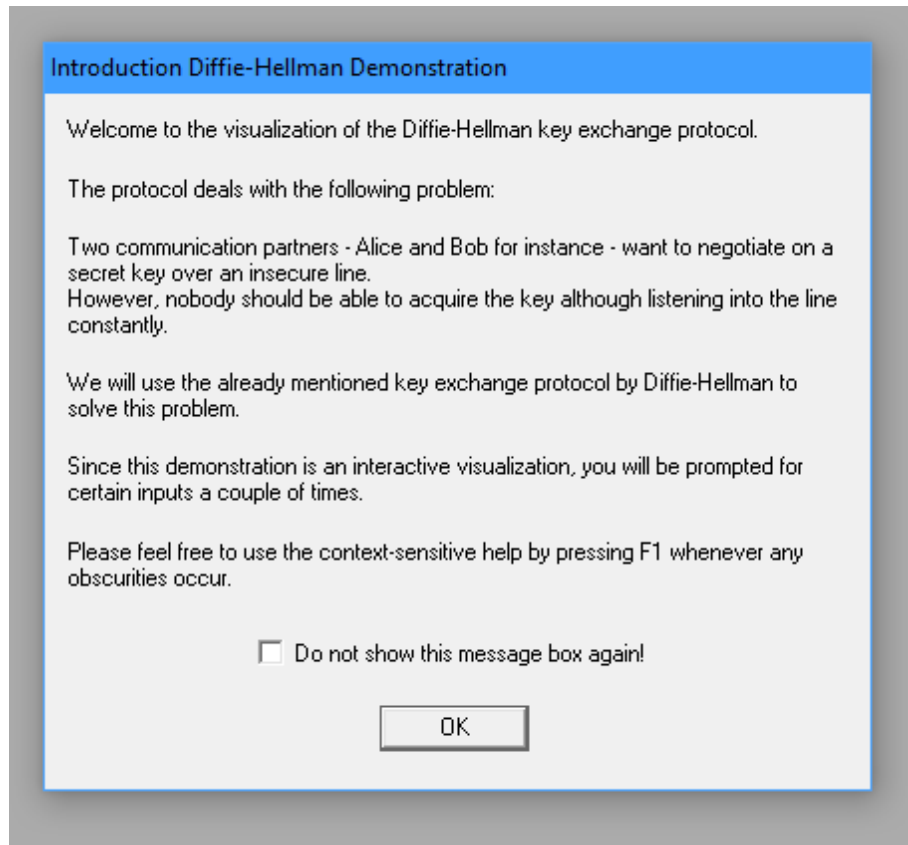 Introduction Diffie-Hellman Demonstration
Welcome to the visualization of the Diffie-Hellman key exchange protocol.
The protocol deals with the following problem:
Two communication partners - Alice and Bob for instance - want to negotiate on a
secret key over an insecure line.
However, nobody should be able to acquire the key although listening into the line
constantly.
We will use the already mentioned key exchange protocol by Diffie-Hellman to
solve this problem.
Since this demonstration is an interactive visualization, you will be prompted for
certain inputs a couple of times.
Please feel free to use the context-sensitive help by pressing F1 whenever any
obscurities occur.
Do not show this message box again!
OK